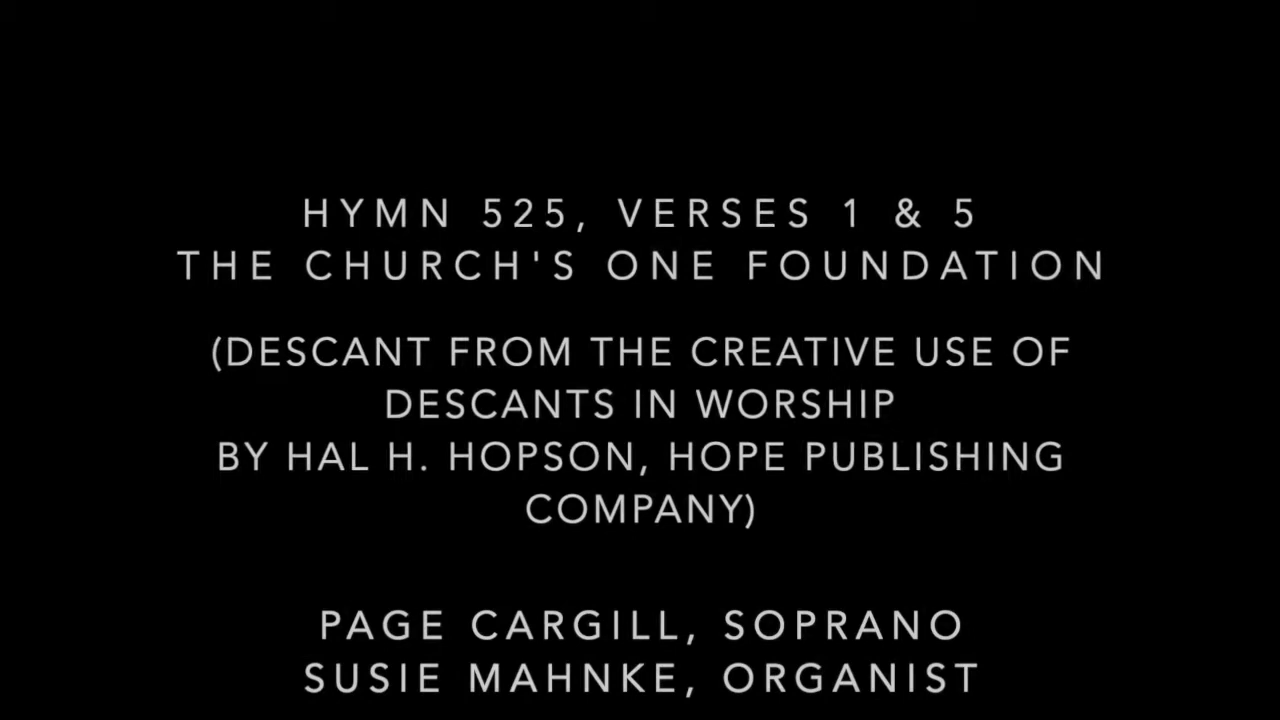 HYMN 525, VERSES 1 & 5
THE CHURCH'S ONE FOUNDATION
(DESCANT FROM THE CREATIVE USE OF
DESCANTS IN WORSHIP
BY HAL H. HOPSON, HOPE PUBLISHING
COMPANY)
PAGE CARGILL, SOPRANO
SUSIE MAHNKE, ORGANIST